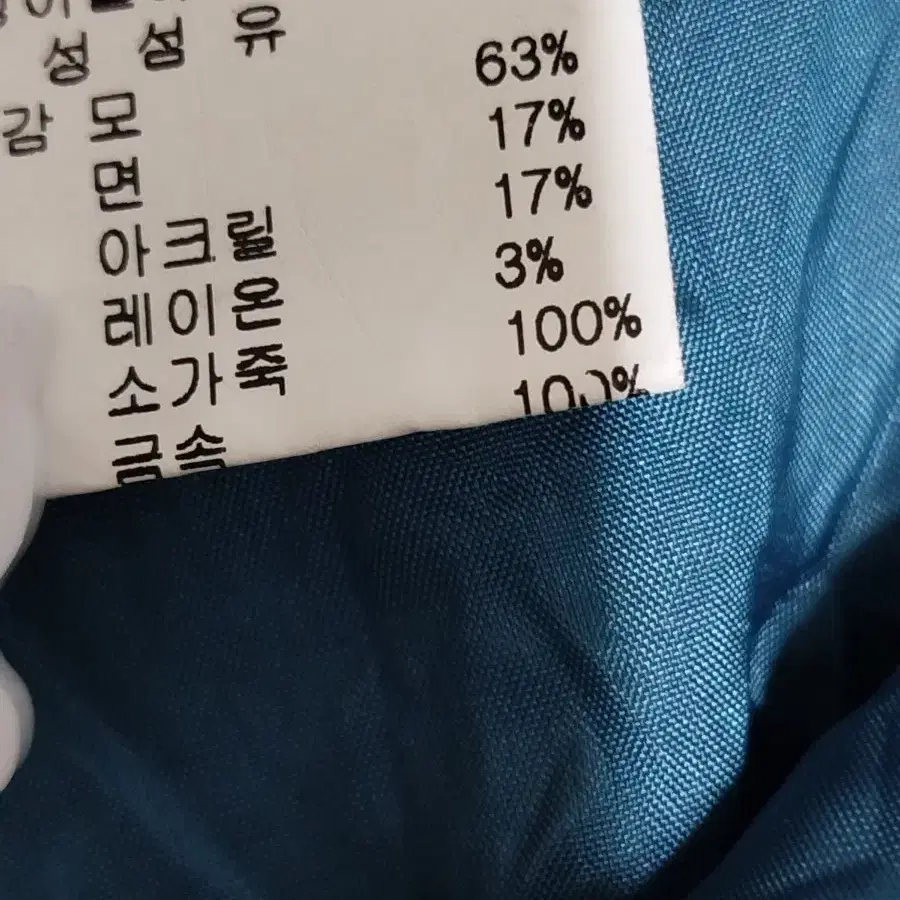 성 섬 유
감 모 63%
면 17%
아크릴 17%
레이온 3%
소가죽 100%
금속 100%